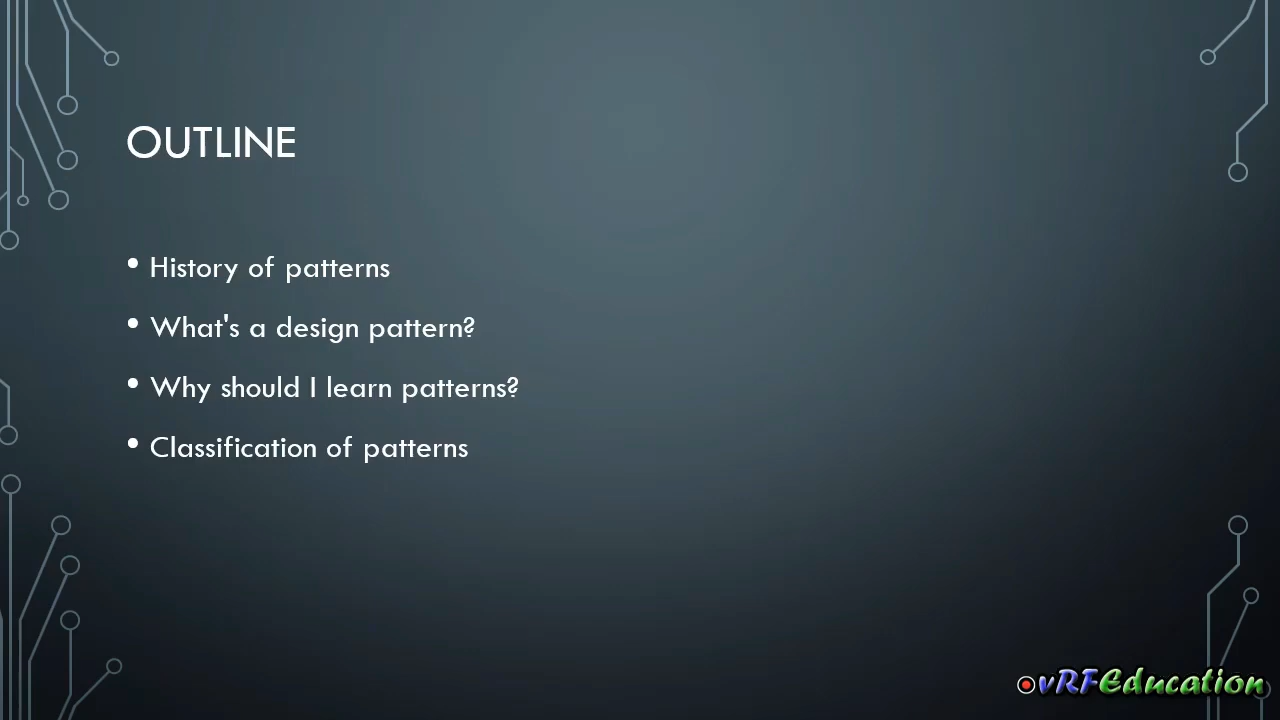 OUTLINE
• History of patterns
• What's a design pattern?
• Why should I learn patterns?
• Classification of patterns
vRFEducation